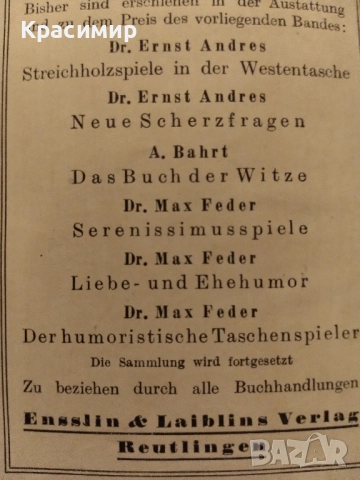 Bisher sind erschienen in der Austattung
und zu dem Preis des vorliegenden Bandes:
Красимир
Dr. Ernst Andres
Streichholzspiele in der Westentasche
Dr. Ernst Andres
Neue Scherzfragen
A. Bahrt
Das Buch der Witze
Dr. Max Feder
Serenissimusspiele
Dr. Max Feder
Liebe- und Ehehumor
Dr. Max Feder
Der humoristische Taschenspieler
Die Sammlung wird fortgesetzt
Zu beziehen durch alle Buchhandlungen
Ensslin & Laiblins Verlag
Reutlingen
BAZAR